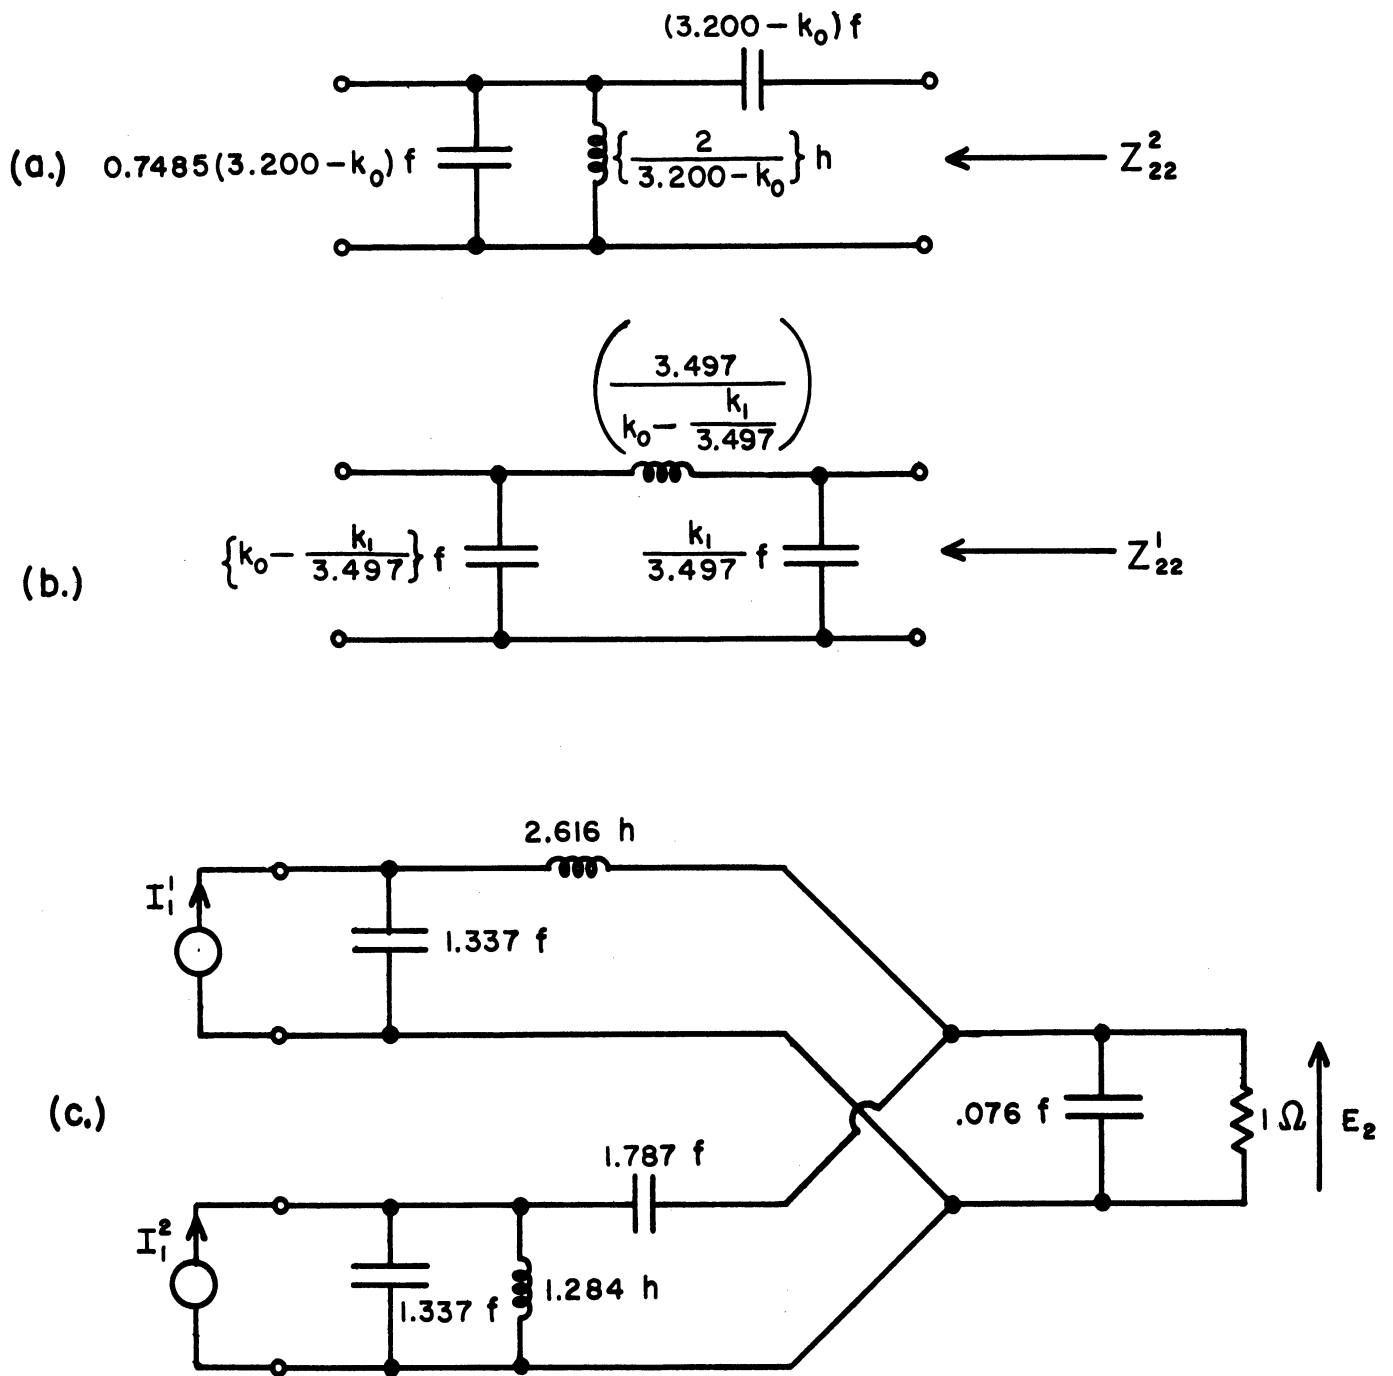 (3.200-k₀) f
(a.) 0.7485(3.200-k₀) f {2/(3.200-k₀)} h Z²₂₂
(3.497/(k₀ - k₁/3.497))
(b.) {k₀ - k₁/3.497} f k₁/3.497 f Z¹₂₂
2.616 h
I¹₁
1.337 f
(c.) .076 f 1 Ω E₂
1.787 f
I²₁
1.337 f 1.284 h